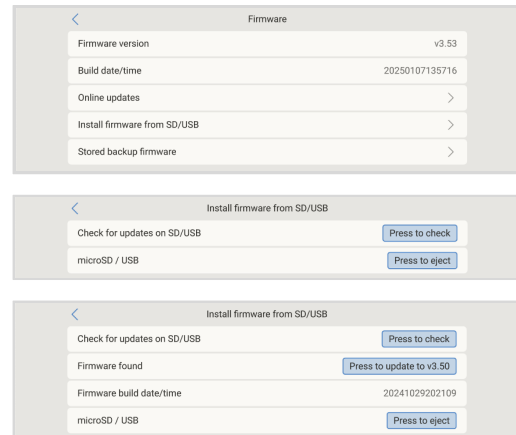 Firmware
Firmware version v3.53
Build date/time 20250107135716
Online updates
Install firmware from SD/USB
Stored backup firmware
Install firmware from SD/USB
Check for updates on SD/USB Press to check
microSD / USB Press to eject
Install firmware from SD/USB
Check for updates on SD/USB Press to check
Firmware found Press to update to v3.50
Firmware build date/time 20241029202109
microSD / USB Press to eject